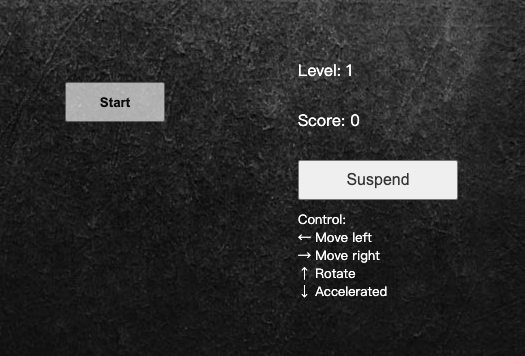 Start
Level: 1
Score: 0
Suspend
Control:
← Move left
→ Move right
↑ Rotate
↓ Accelerated